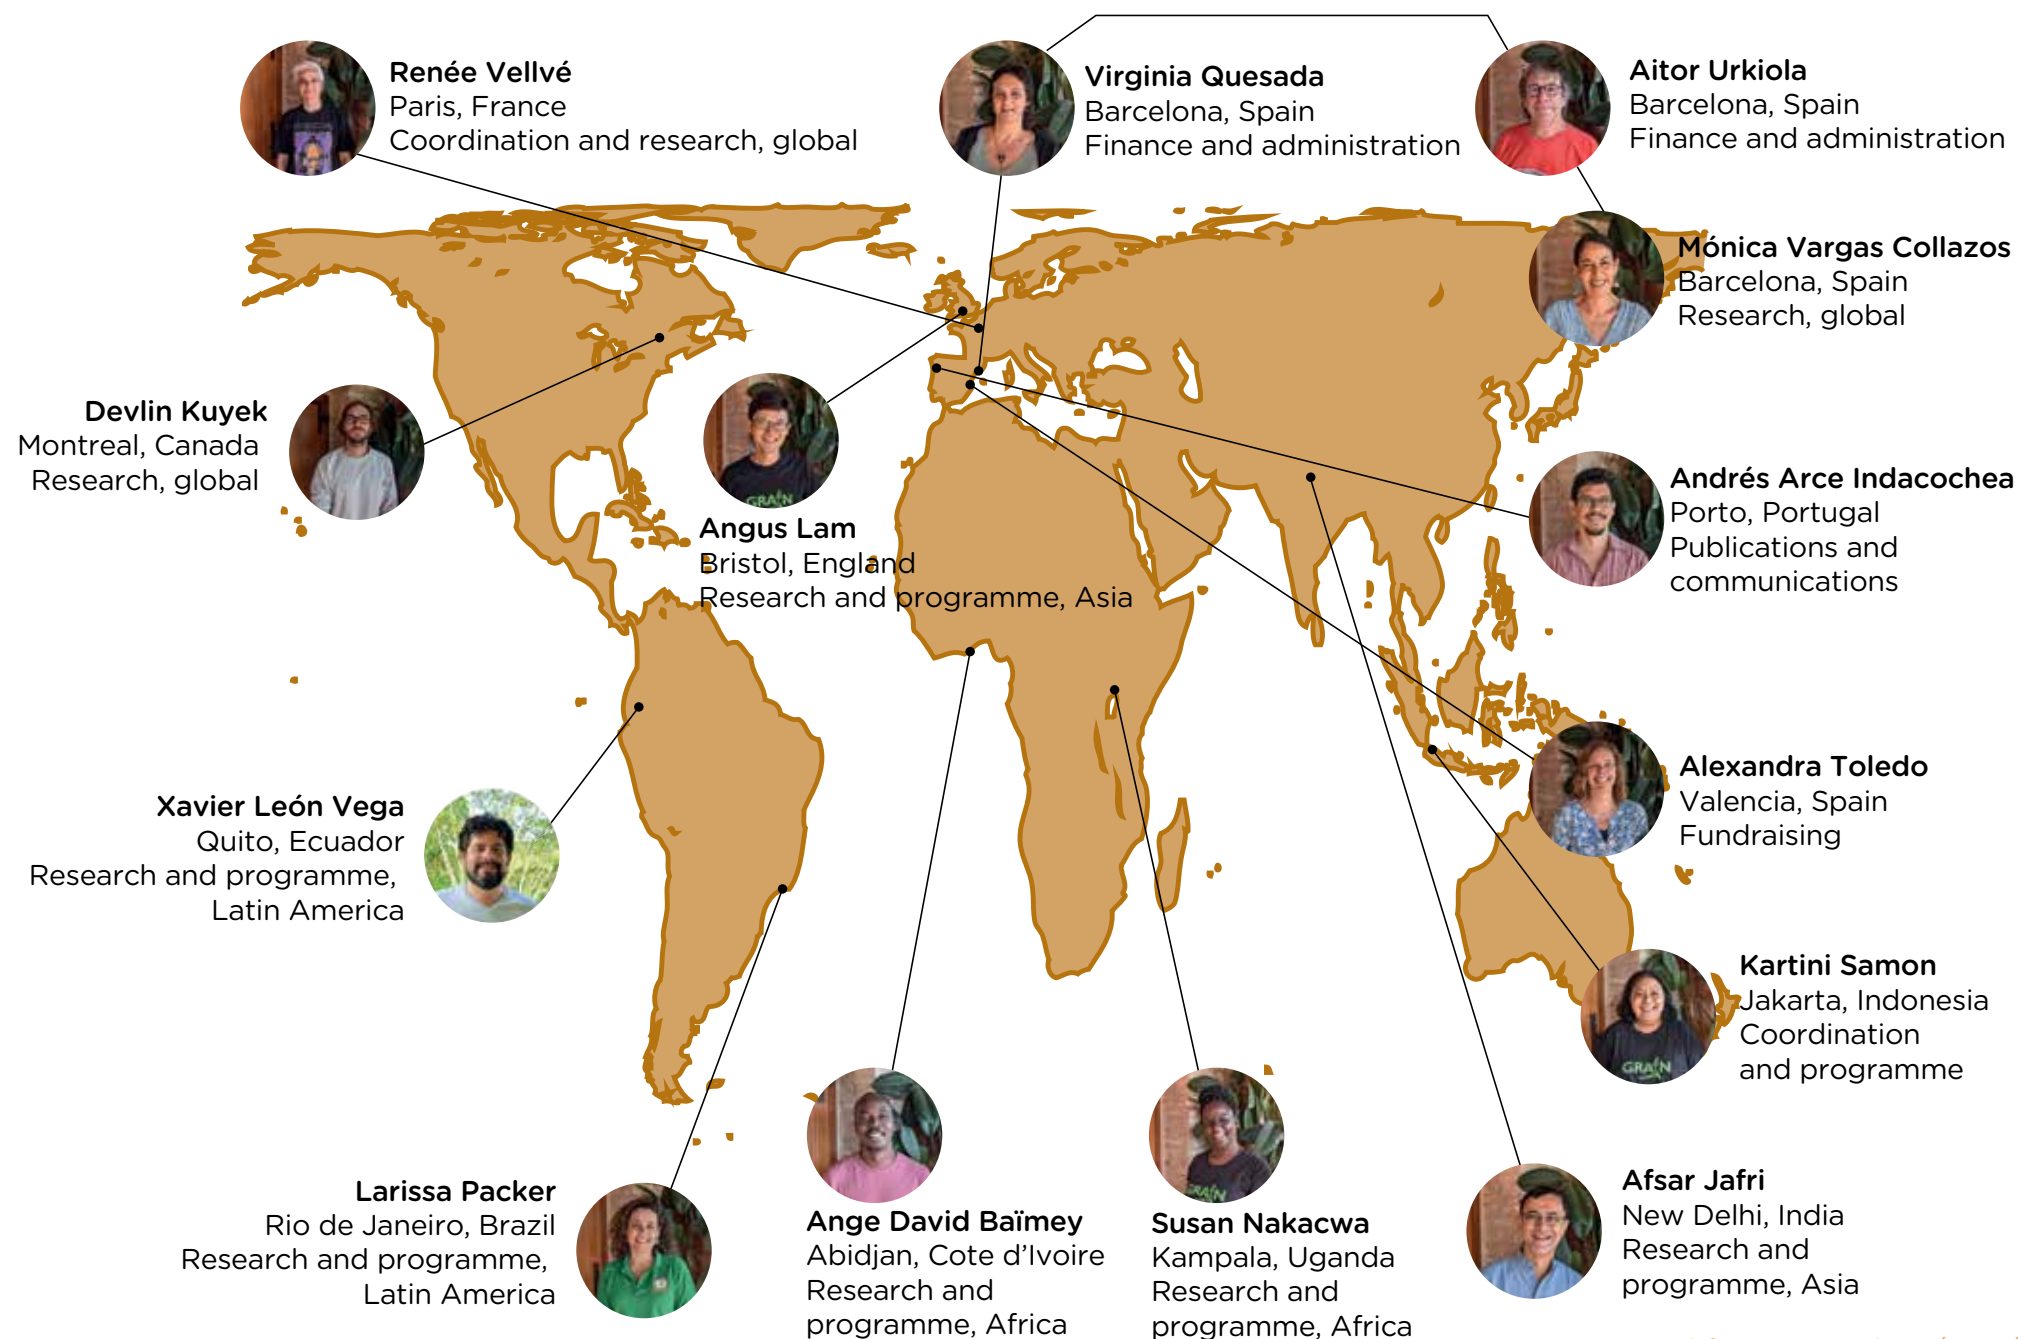 Renée Vellvé
Paris, France
Coordination and research, global
Virginia Quesada
Barcelona, Spain
Finance and administration
Aitor Urkiola
Barcelona, Spain
Finance and administration
Mónica Vargas Collazos
Barcelona, Spain
Research, global
Devlin Kuyek
Montreal, Canada
Research, global
GRAIN
Angus Lam
Bristol, England
Research and programme, Asia
Andrés Arce Indacochea
Porto, Portugal
Publications and
communications
Xavier León Vega
Quito, Ecuador
Research and programme,
Latin America
Alexandra Toledo
Valencia, Spain
Fundraising
Kartini Samon
Jakarta, Indonesia
Coordination
and programme
GRAIN
Larissa Packer
Rio de Janeiro, Brazil
Research and programme,
Latin America
Ange David Baïmey
Abidjan, Cote d’Ivoire
Research and
programme, Africa
GRAIN
Susan Nakacwa
Kampala, Uganda
Research and
programme, Africa
Afsar Jafri
New Delhi, India
Research and
programme, Asia